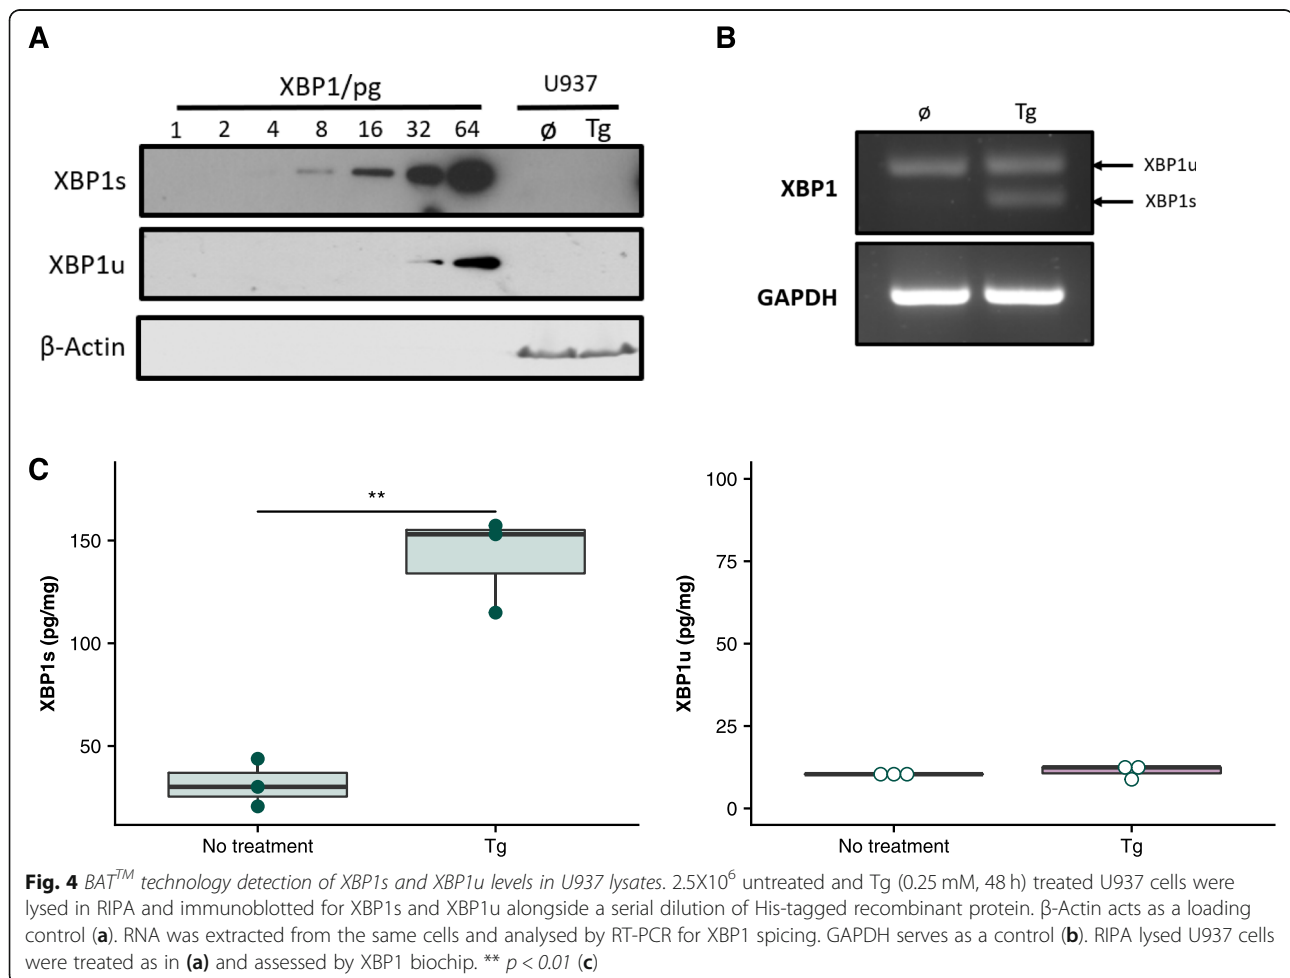 A
XBP1/pg
U937
1 2 4 8 16 32 64 ø Tg
XBP1s
XBP1u
β-Actin
B
ø Tg
XBP1
XBP1u
XBP1s
GAPDH
C
**
150
100
50
XBP1s (pg/mg)
No treatment Tg
100
75
50
25
0
XBP1u (pg/mg)
No treatment Tg
Fig. 4 BAT™ technology detection of XBP1s and XBP1u levels in U937 lysates. 2.5X10⁶ untreated and Tg (0.25 mM, 48 h) treated U937 cells were
lysed in RIPA and immunoblotted for XBP1s and XBP1u alongside a serial dilution of His-tagged recombinant protein. β-Actin acts as a loading
control (a). RNA was extracted from the same cells and analysed by RT-PCR for XBP1 spicing. GAPDH serves as a control (b). RIPA lysed U937 cells
were treated as in (a) and assessed by XBP1 biochip. ** p < 0.01 (c)